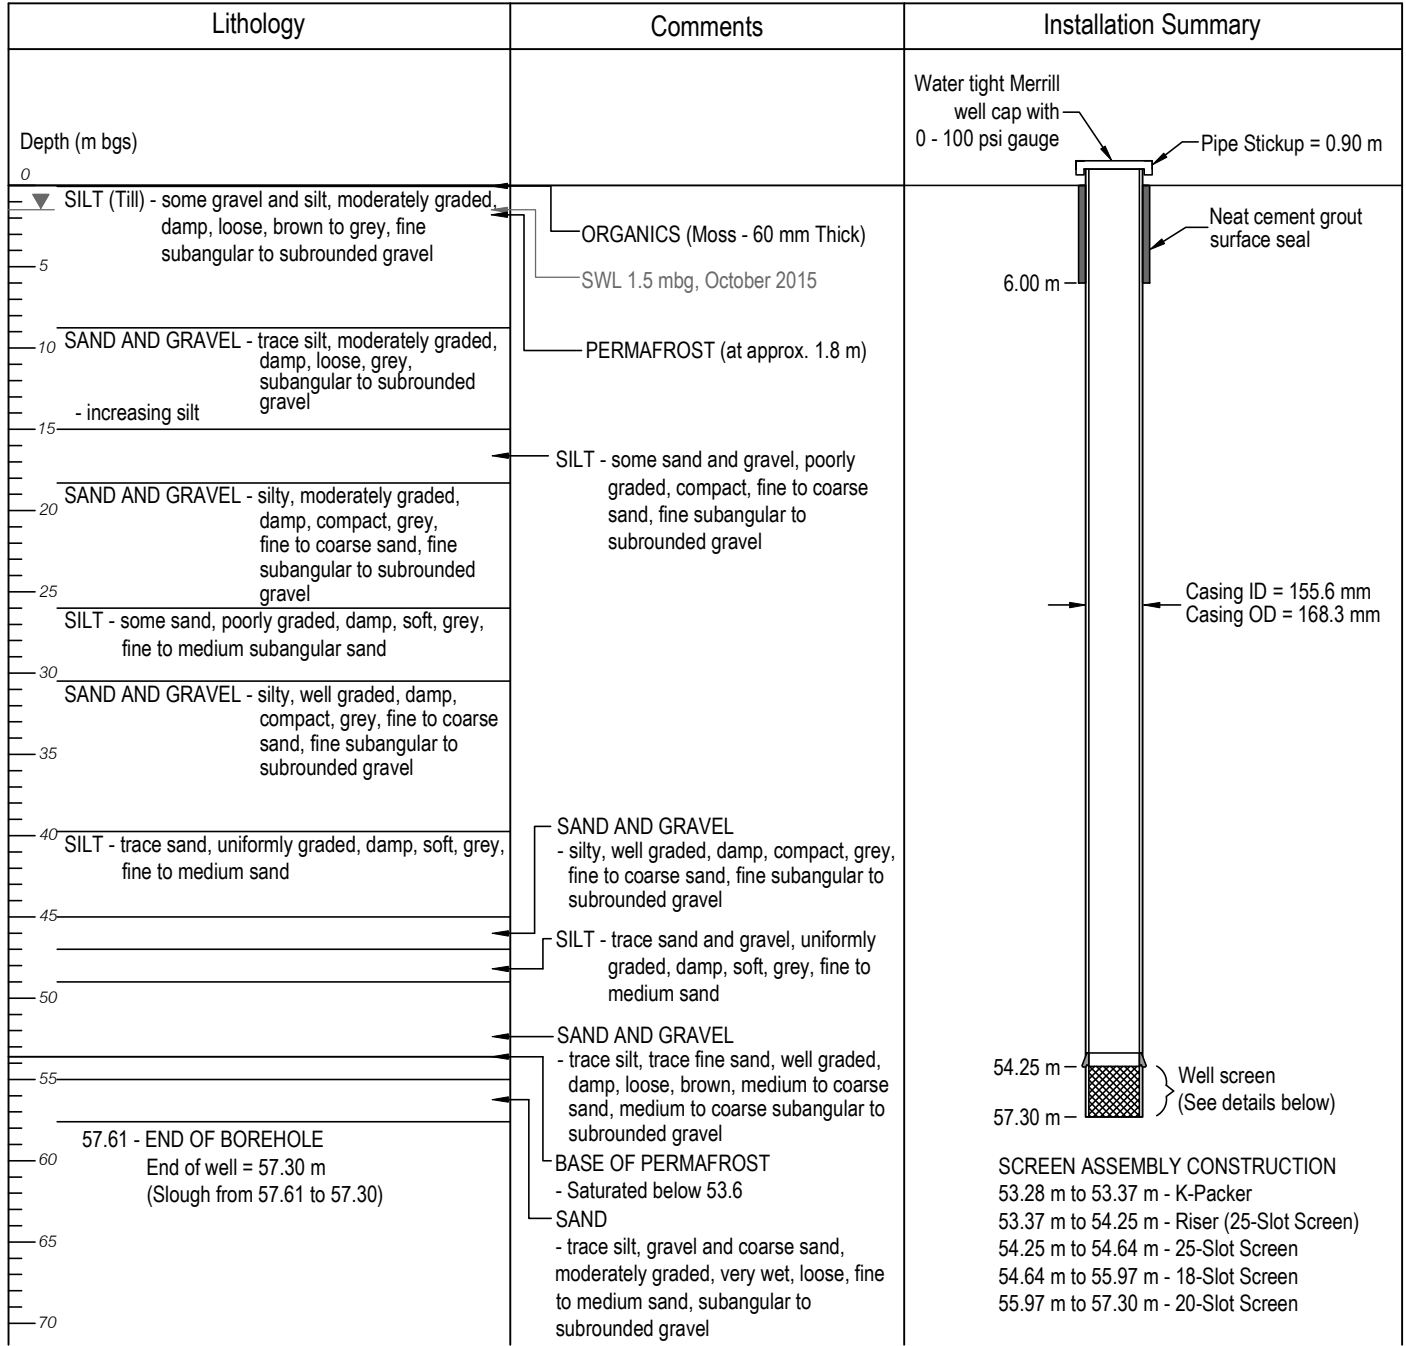 Lithology
Comments
Installation Summary
Depth (m bgs)
0
5
10
15
20
25
30
35
40
45
50
55
60
65
70
SILT (Till) - some gravel and silt, moderately graded,
damp, loose, brown to grey, fine
subangular to subrounded gravel
SAND AND GRAVEL - trace silt, moderately graded,
damp, loose, grey,
subangular to subrounded
gravel
- increasing silt
SAND AND GRAVEL - silty, moderately graded,
damp, compact, grey,
fine to coarse sand, fine
subangular to subrounded
gravel
SILT - some sand, poorly graded, damp, soft, grey,
fine to medium subangular sand
SAND AND GRAVEL - silty, well graded, damp,
compact, grey, fine to coarse
sand, fine subangular to
subrounded gravel
SILT - trace sand, uniformly graded, damp, soft, grey,
fine to medium sand
57.61 - END OF BOREHOLE
End of well = 57.30 m
(Slough from 57.61 to 57.30)
ORGANICS (Moss - 60 mm Thick)
SWL 1.5 mbg, October 2015
PERMAFROST (at approx. 1.8 m)
SILT - some sand and gravel, poorly
graded, compact, fine to coarse
sand, fine subangular to
subrounded gravel
SAND AND GRAVEL
- silty, well graded, damp, compact, grey,
fine to coarse sand, fine subangular to
subrounded gravel
SILT - trace sand and gravel, uniformly
graded, damp, soft, grey, fine to
medium sand
SAND AND GRAVEL
- trace silt, trace fine sand, well graded,
damp, loose, brown, medium to coarse
sand, medium to coarse subangular to
subrounded gravel
BASE OF PERMAFROST
- Saturated below 53.6
SAND
- trace silt, gravel and coarse sand,
moderately graded, very wet, loose, fine
to medium sand, subangular to
subrounded gravel
Water tight Merrill
well cap with
0 - 100 psi gauge
Pipe Stickup = 0.90 m
Neat cement grout
surface seal
6.00 m
Casing ID = 155.6 mm
Casing OD = 168.3 mm
54.25 m
57.30 m
Well screen
(See details below)
SCREEN ASSEMBLY CONSTRUCTION
53.28 m to 53.37 m - K-Packer
53.37 m to 54.25 m - Riser (25-Slot Screen)
54.25 m to 54.64 m - 25-Slot Screen
54.64 m to 55.97 m - 18-Slot Screen
55.97 m to 57.30 m - 20-Slot Screen